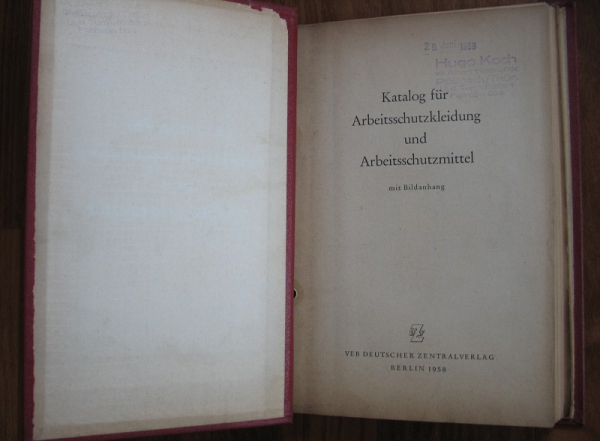 Hugo Koch
Katalog für
Arbeitsschutzkleidung
und
Arbeitsschutzmittel
mit Bildanhang
VEB DEUTSCHER ZENTRALVERLAG
BERLIN 1958